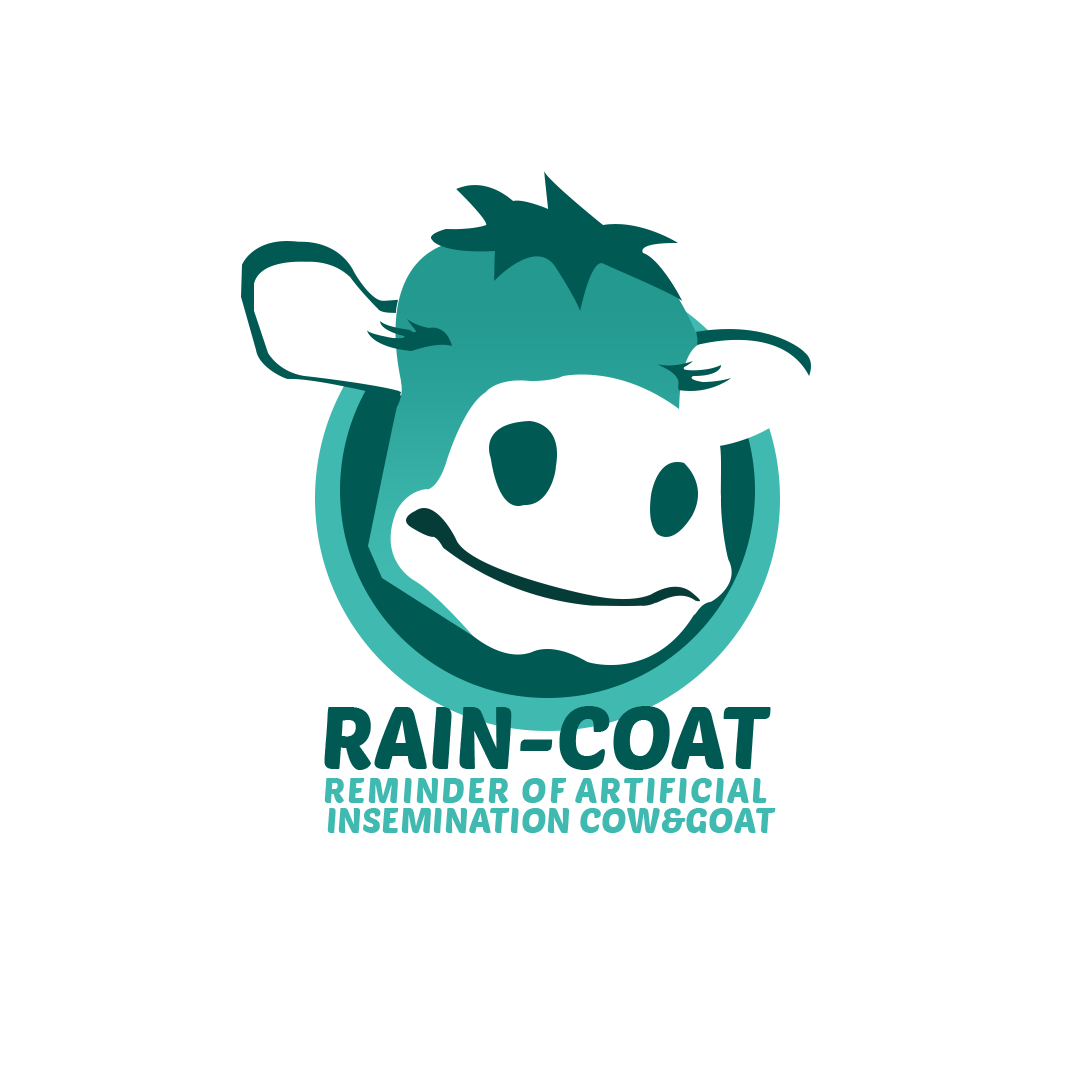 RAIN-COAT
REMINDER OF ARTIFICIAL
INSEMINATION COW&GOAT